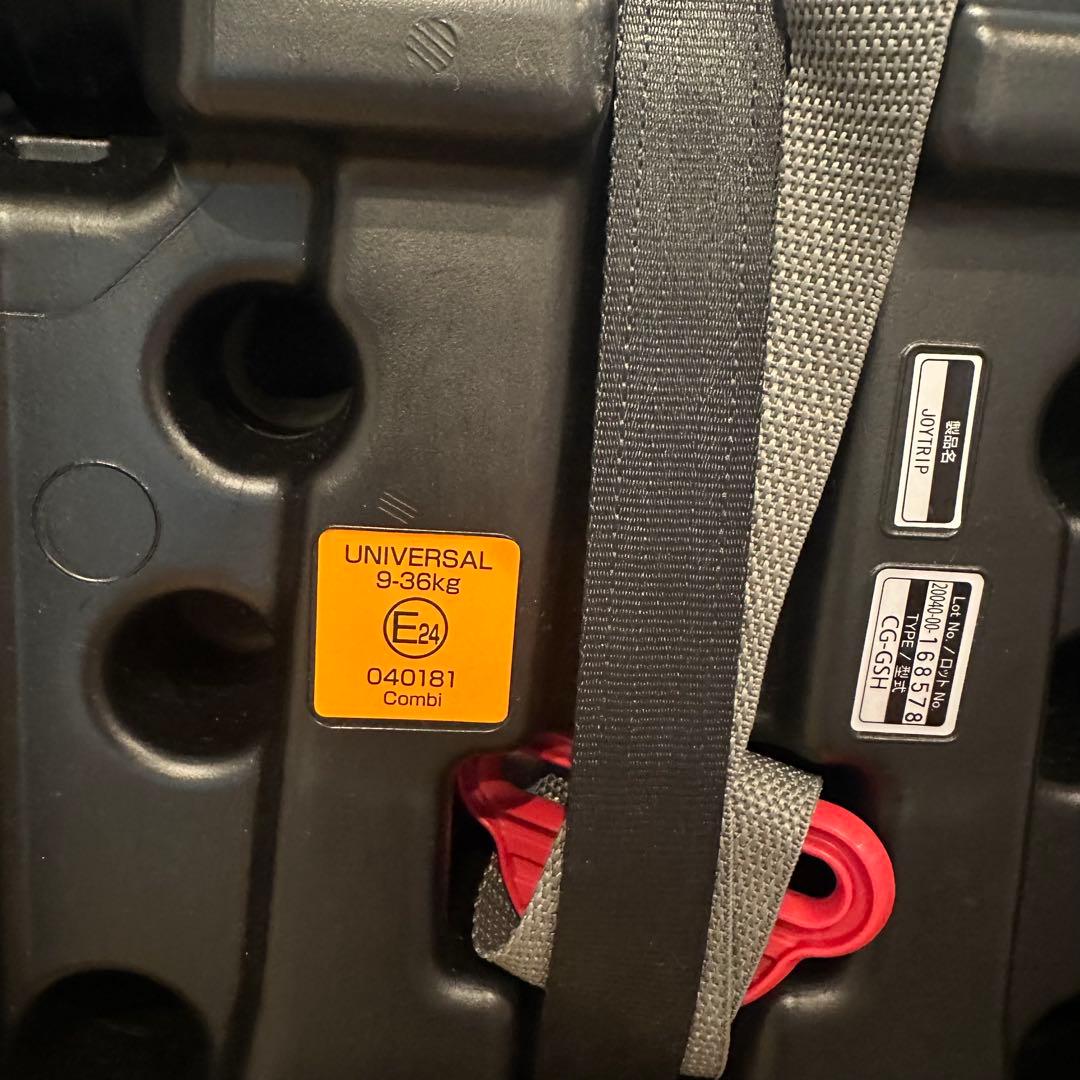 UNIVERSAL
9-36kg
E24
040181
Combi
製品名
JOYTRIP
Lot No./ロット No.
20040-00-168578
TYPE/型式
CG-GSH